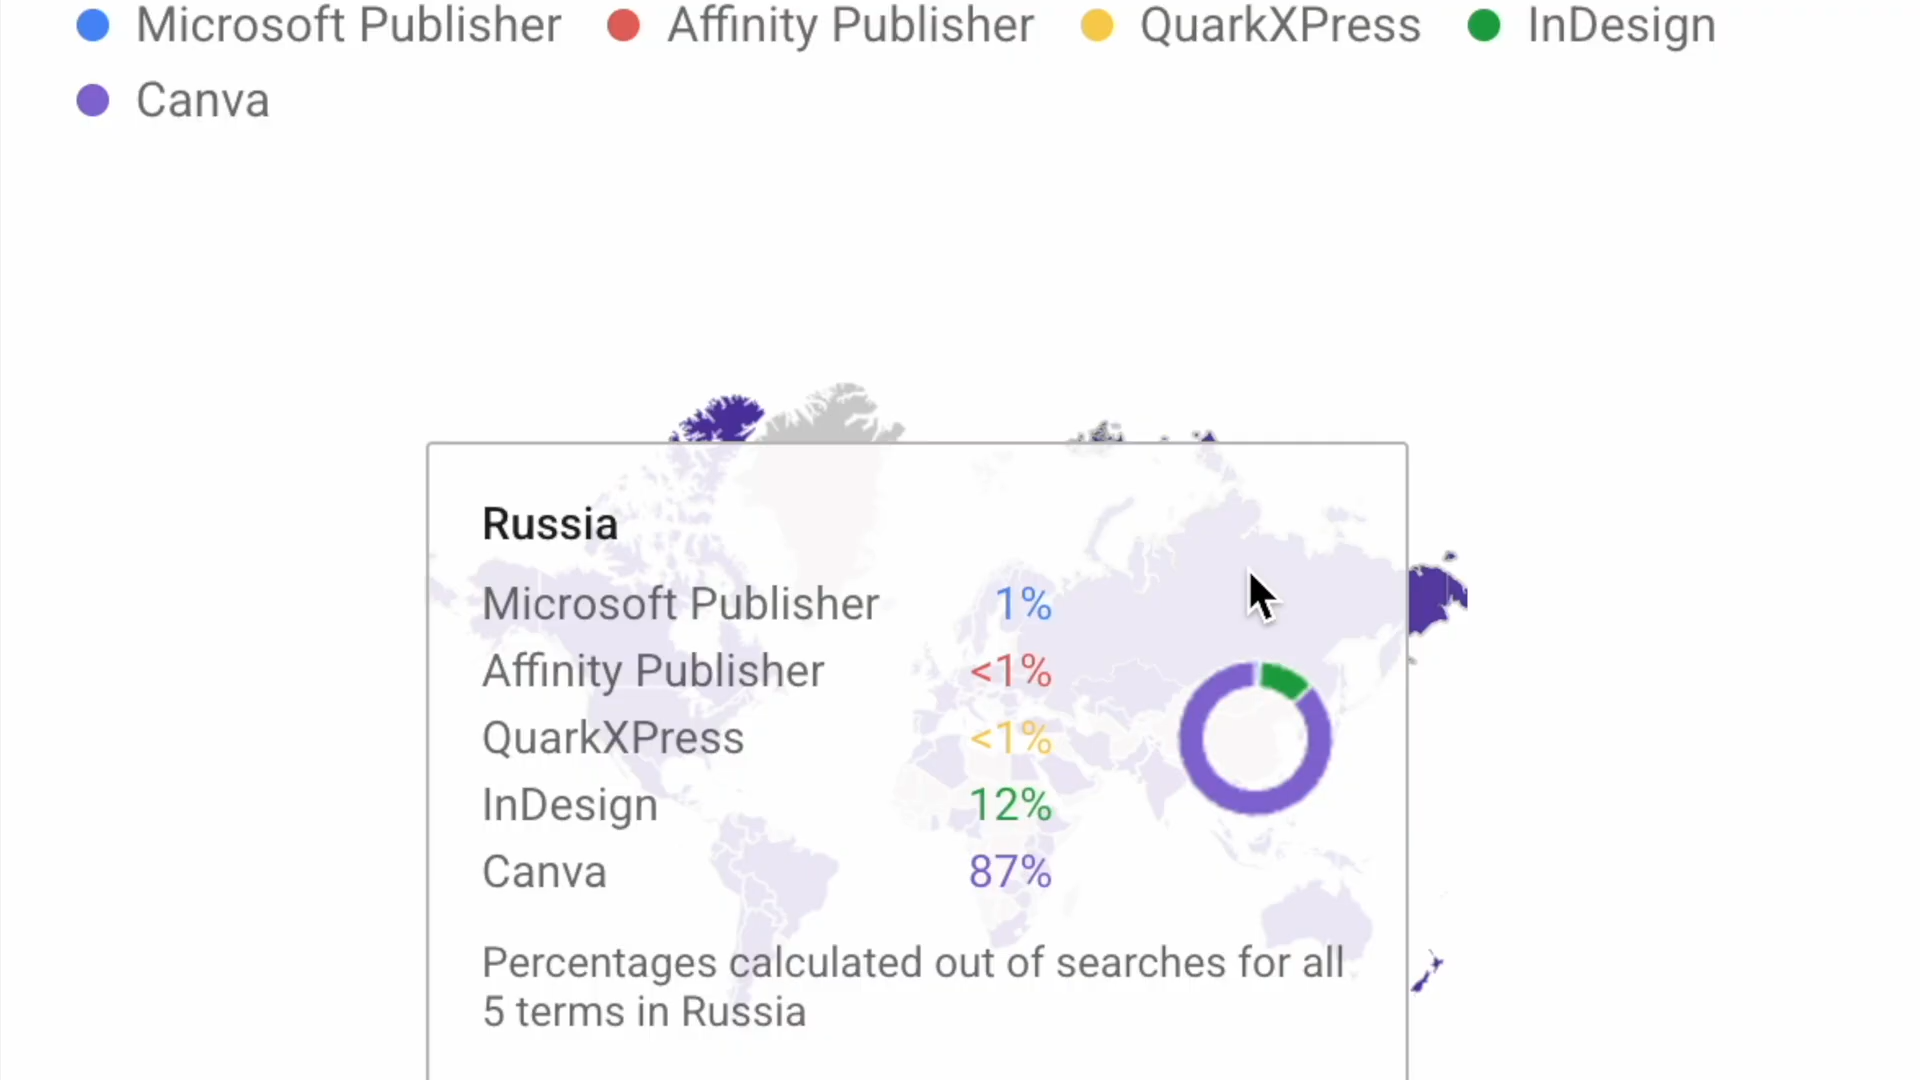 Microsoft Publisher Affinity Publisher QuarkXPress InDesign
Canva
Russia
Microsoft Publisher 1%
Affinity Publisher <1%
QuarkXPress <1%
InDesign 12%
Canva 87%
Percentages calculated out of searches for all
5 terms in Russia